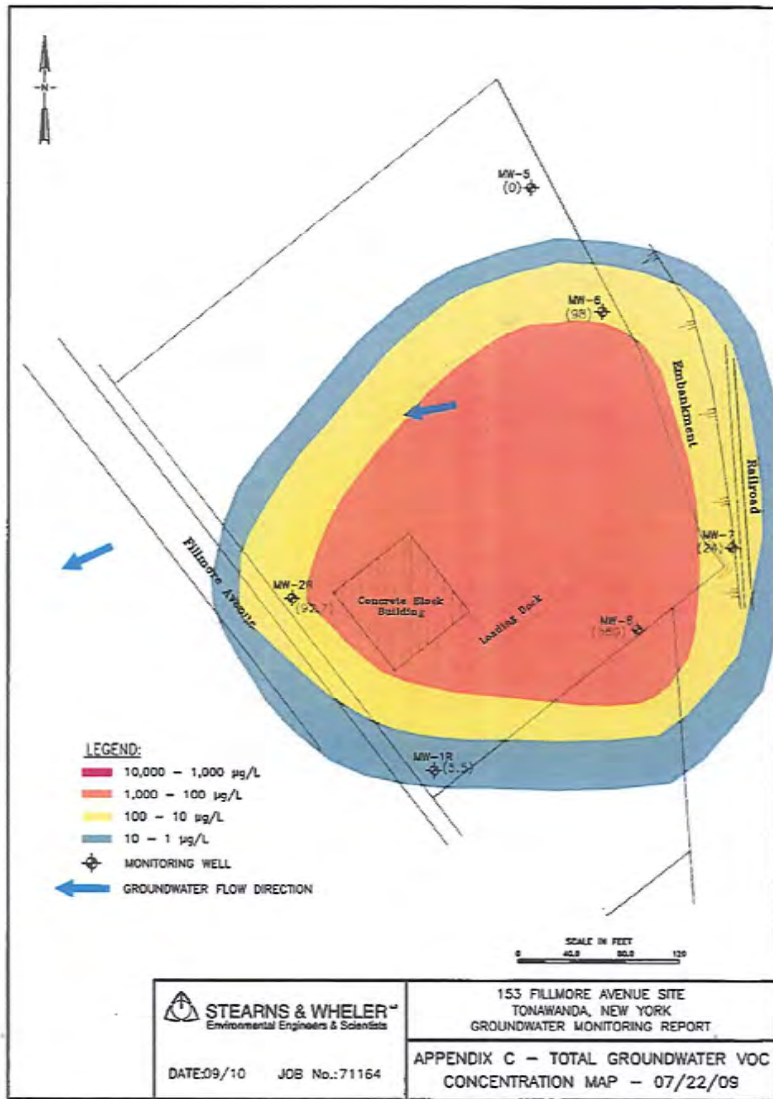 -N-
MW-5
(0)
MW-6
(98)
Embankment
Railroad
MW-7
(24)
Fillmore Avenue
MW-2R
(92.7)
Concrete Block
Building
Loading Dock
MW-8
MW-1R
(5.5)
LEGEND:
10,000 – 1,000 µg/L
1,000 – 100 µg/L
100 – 10 µg/L
10 – 1 µg/L
MONITORING WELL
GROUNDWATER FLOW DIRECTION
SCALE IN FEET
0 40.0 80.0 120
STEARNS & WHELER
Environmental Engineers & Scientists
DATE:09/10 JOB No.:71164
153 FILLMORE AVENUE SITE
TONAWANDA, NEW YORK
GROUNDWATER MONITORING REPORT
APPENDIX C – TOTAL GROUNDWATER VOC
CONCENTRATION MAP – 07/22/09